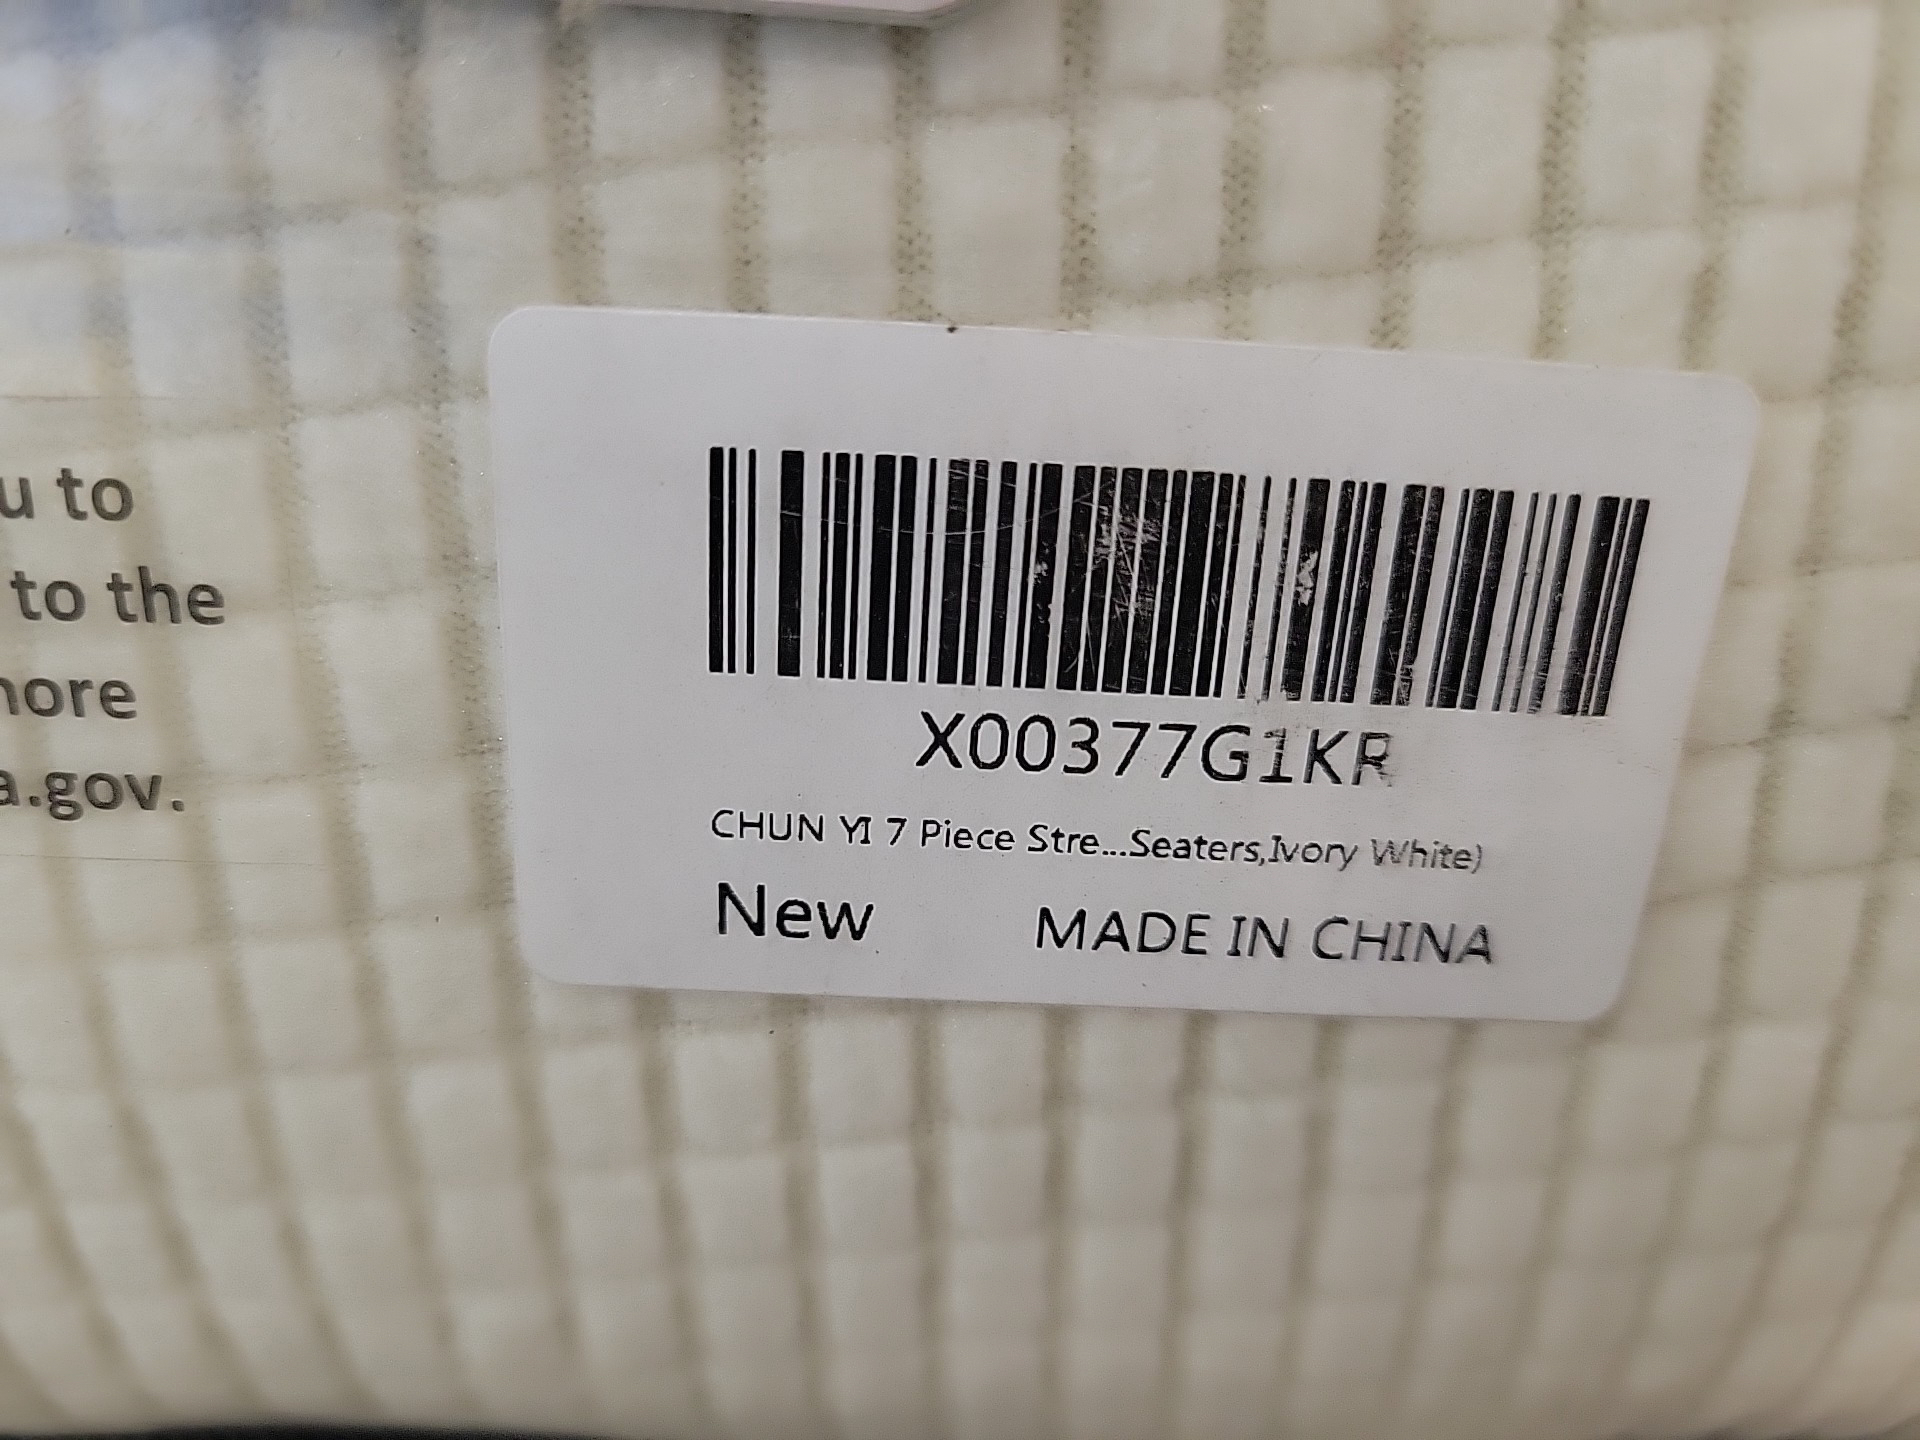 u to
to the
nore
a.gov.
X00377G1KR
CHUN YI 7 Piece Stre...Seaters,Ivory White)
New MADE IN CHINA